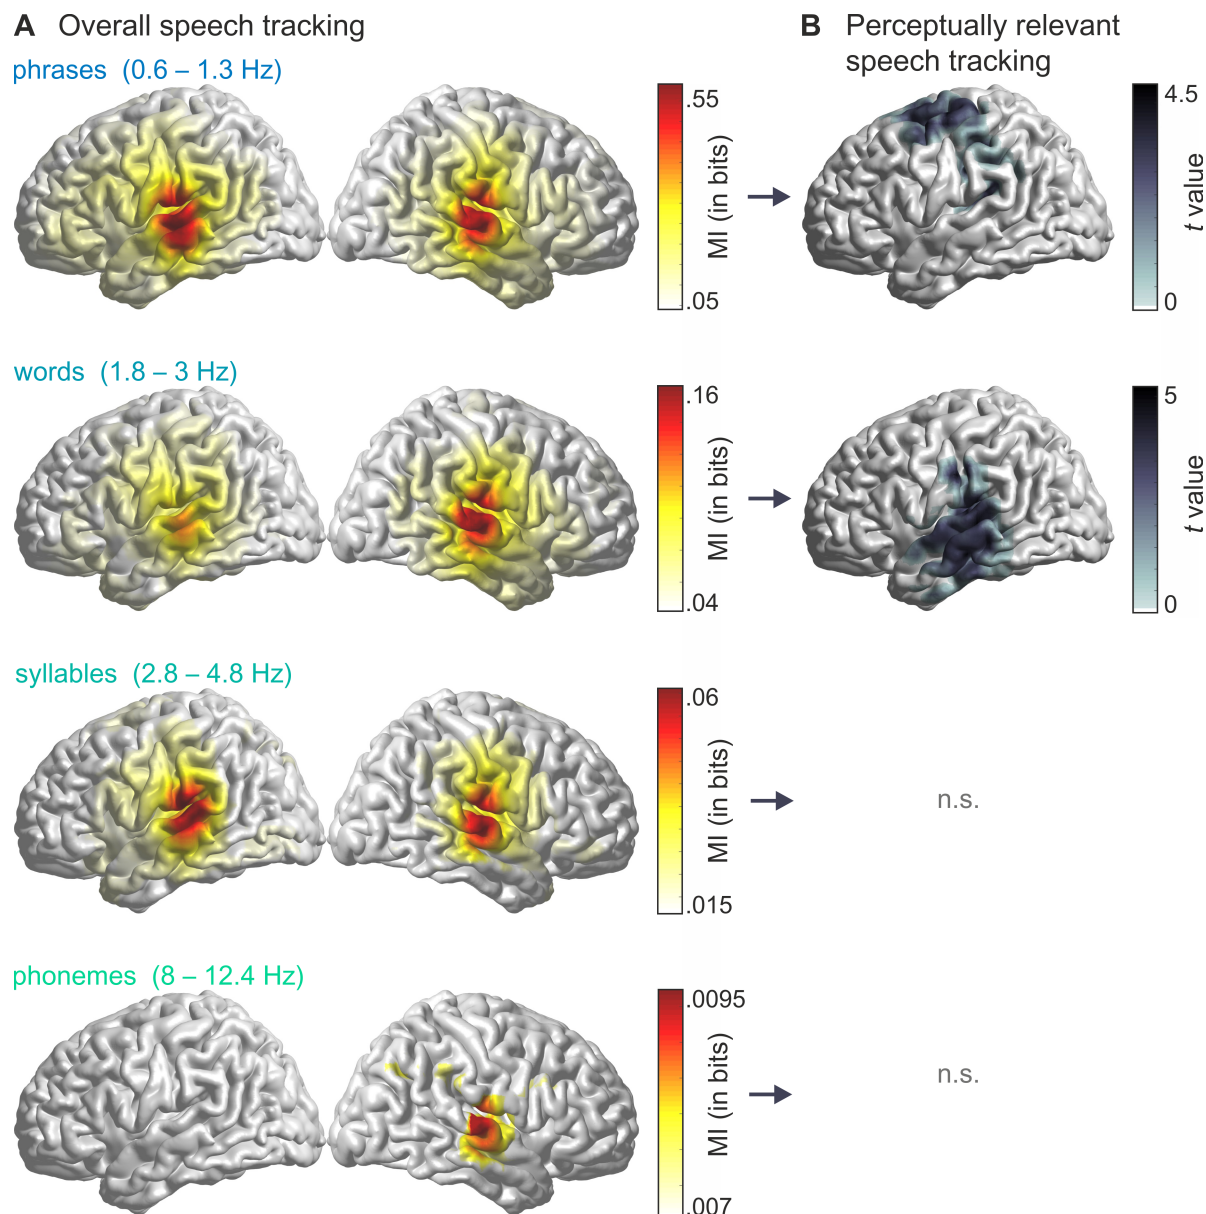 A Overall speech tracking
B Perceptually relevant
speech tracking
phrases (0.6 – 1.3 Hz)
.55
MI (in bits)
.05
4.5
t value
0
words (1.8 – 3 Hz)
.16
MI (in bits)
.04
5
t value
0
syllables (2.8 – 4.8 Hz)
.06
MI (in bits)
.015
n.s.
phonemes (8 – 12.4 Hz)
.0095
MI (in bits)
.007
n.s.